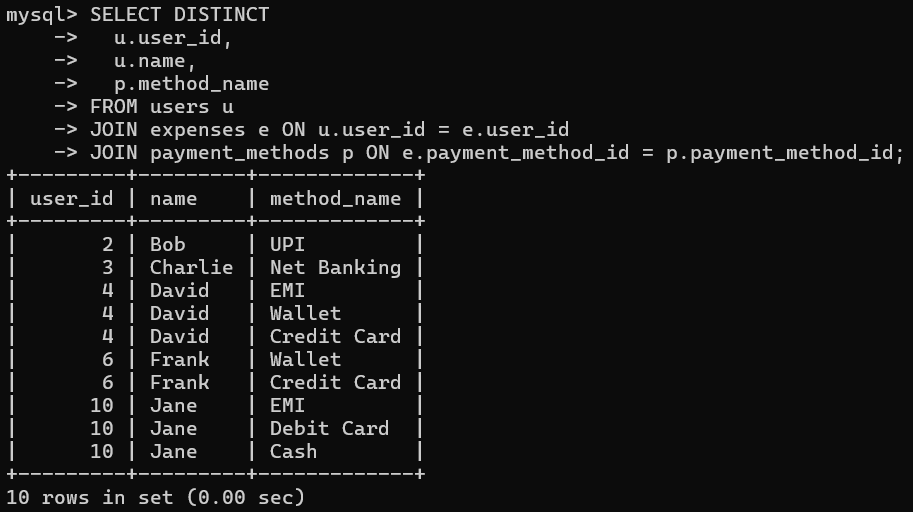 mysql> SELECT DISTINCT
    ->   u.user_id,
    ->   u.name,
    ->   p.method_name
    -> FROM users u
    -> JOIN expenses e ON u.user_id = e.user_id
    -> JOIN payment_methods p ON e.payment_method_id = p.payment_method_id;
+---------+---------+-------------+
| user_id | name    | method_name |
+---------+---------+-------------+
|       2 | Bob     | UPI         |
|       3 | Charlie | Net Banking |
|       4 | David   | EMI         |
|       4 | David   | Wallet      |
|       4 | David   | Credit Card |
|       6 | Frank   | Wallet      |
|       6 | Frank   | Credit Card |
|      10 | Jane    | EMI         |
|      10 | Jane    | Debit Card  |
|      10 | Jane    | Cash        |
+---------+---------+-------------+
10 rows in set (0.00 sec)